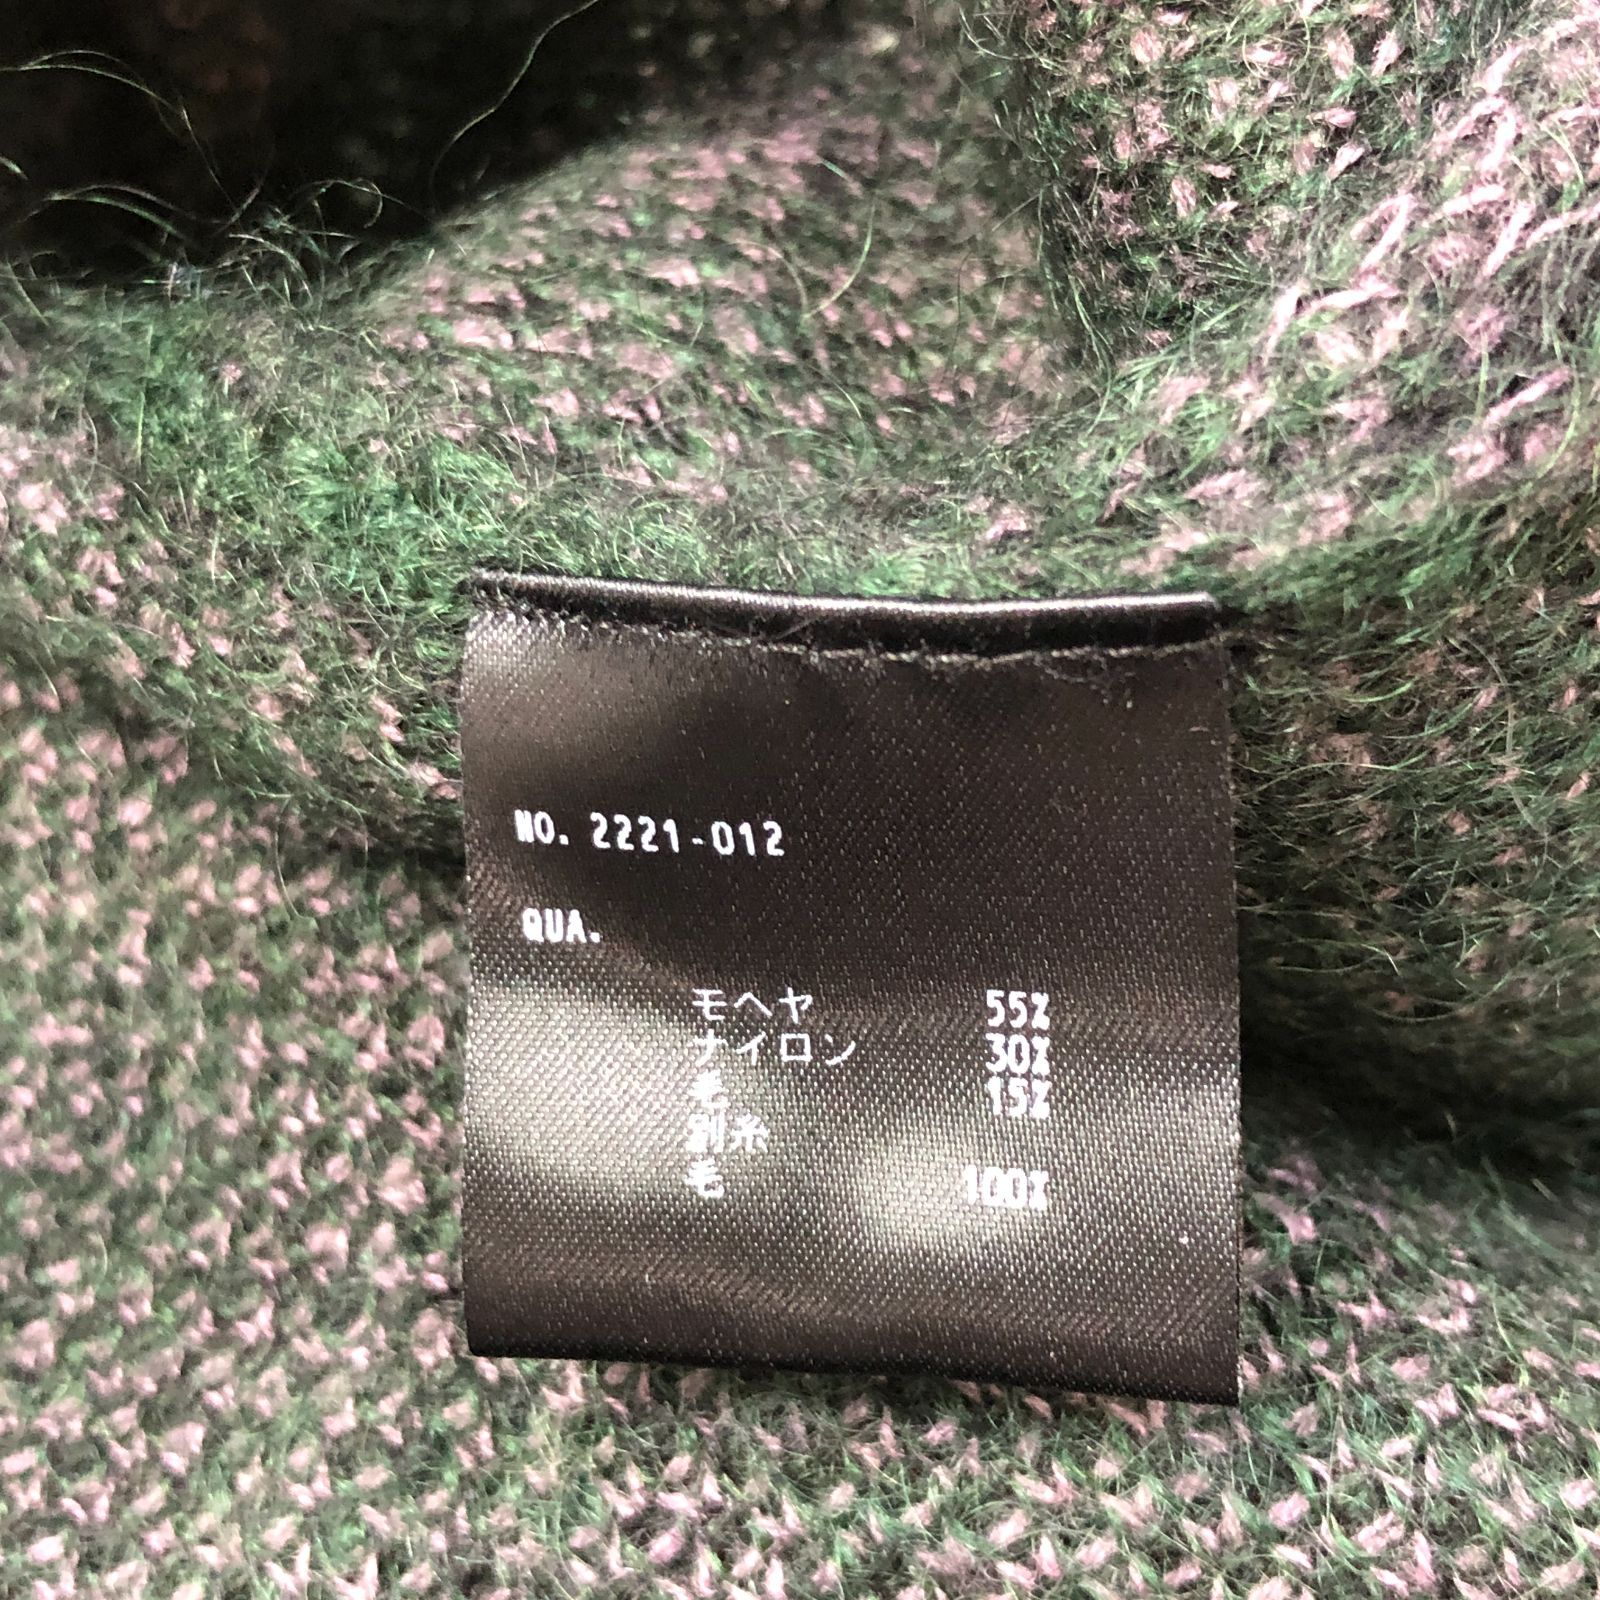 NO. 2221-012
QUA.
モヘヤ 55%
ナイロン 30%
毛 15%
別糸
毛 100%